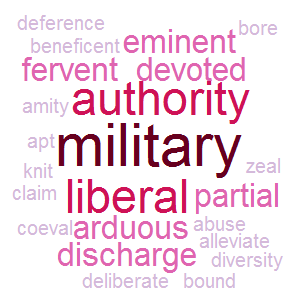 deference
bore
beneficent eminent
fervent devoted
amity authority
apt military
knit zeal
claim liberal partial
coeval arduous abuse
alleviate
discharge diversity
deliberate bound